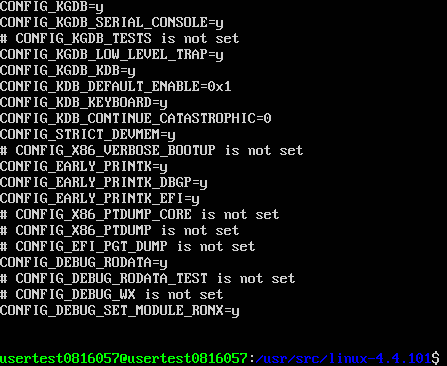 CONFIG_KGDB=y
CONFIG_KGDB_SERIAL_CONSOLE=y
# CONFIG_KGDB_TESTS is not set
CONFIG_KGDB_LOW_LEVEL_TRAP=y
CONFIG_KGDB_KDB=y
CONFIG_KDB_DEFAULT_ENABLE=0x1
CONFIG_KDB_KEYBOARD=y
CONFIG_KDB_CONTINUE_CATASTROPHIC=0
CONFIG_STRICT_DEVMEM=y
# CONFIG_X86_VERBOSE_BOOTUP is not set
CONFIG_EARLY_PRINTK=y
CONFIG_EARLY_PRINTK_DBGP=y
CONFIG_EARLY_PRINTK_EFI=y
# CONFIG_X86_PTDUMP_CORE is not set
# CONFIG_X86_PTDUMP is not set
# CONFIG_EFI_PGT_DUMP is not set
CONFIG_DEBUG_RODATA=y
# CONFIG_DEBUG_RODATA_TEST is not set
# CONFIG_DEBUG_WX is not set
CONFIG_DEBUG_SET_MODULE_RONX=y
usertest0816057@usertest0816057:/usr/src/linux-4.4.101$